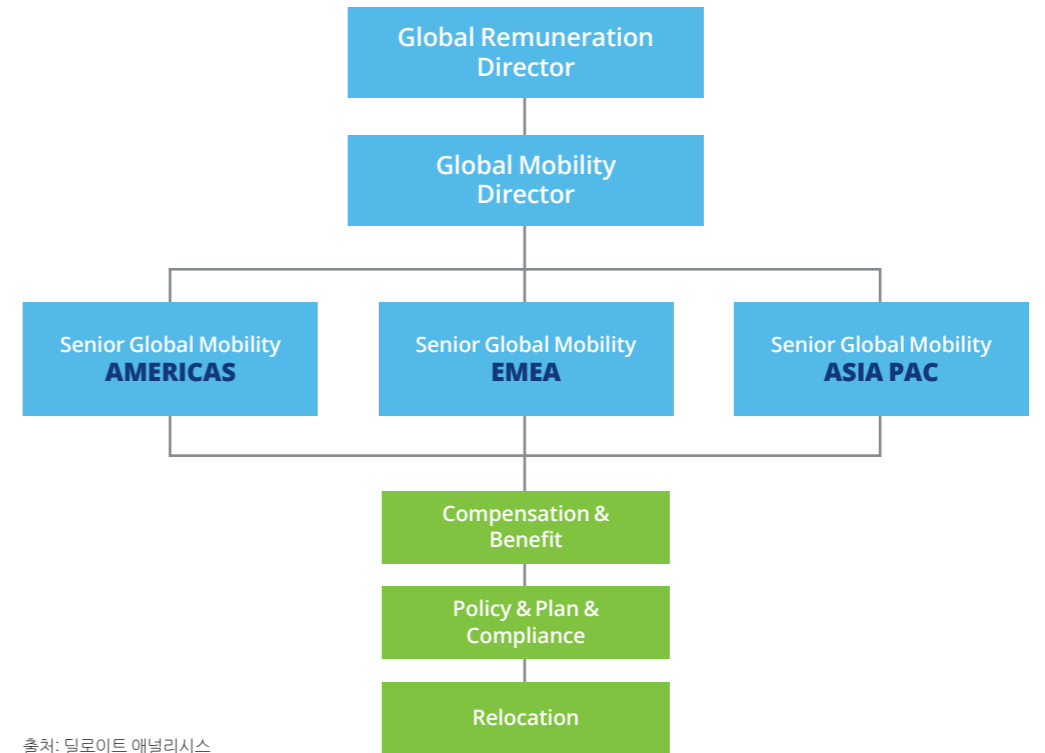 Global Remuneration
Director
Global Mobility
Director
Senior Global Mobility
AMERICAS
Senior Global Mobility
EMEA
Senior Global Mobility
ASIA PAC
Compensation &
Benefit
Policy & Plan &
Compliance
Relocation
출처: 딜로이트 애널리시스